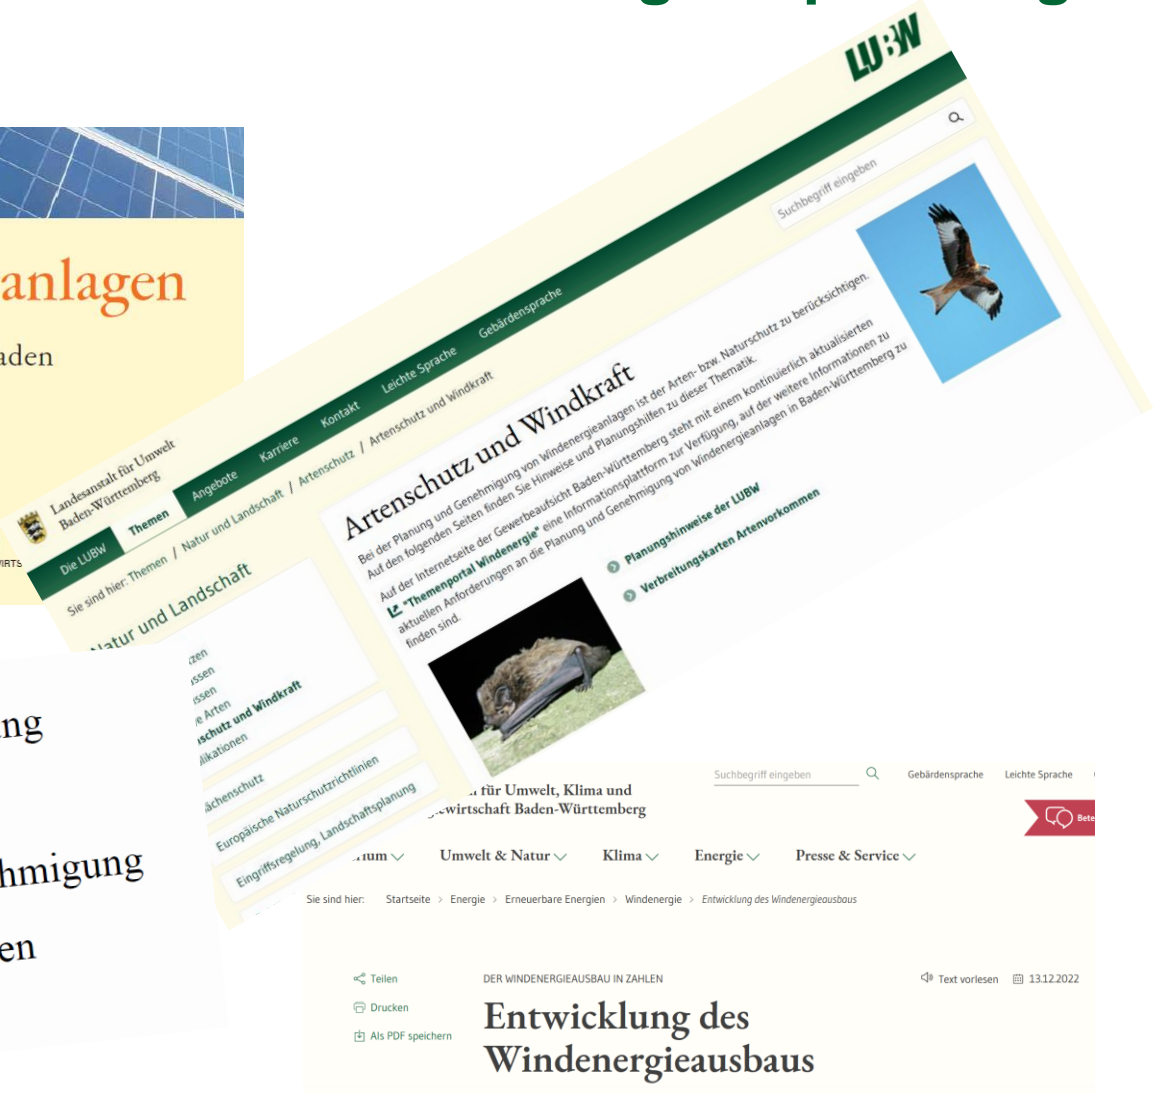 LUBW
Suchbegriff eingeben
anlagen
Landesanstalt für Umwelt
Baden-Württemberg
Die LUBW Themen Angebote Karriere Kontakt Leichte Sprache Gebärdensprache
Sie sind hier: Themen / Natur und Landschaft / Artenschutz / Artenschutz und Windkraft
Natur und Landschaft
Artenschutz und Windkraft
Bei der Planung und Genehmigung von Windenergieanlagen ist der Arten- bzw. Naturschutz zu berücksichtigen.
Auf den folgenden Seiten finden Sie Hinweise und Planungshilfen zu dieser Thematik.
Auf der Internetseite der Gewerbeaufsicht Baden-Württemberg steht mit einem kontinuierlich aktualisierten
"Themenportal Windenergie" eine Informationsplattform zur Verfügung, auf der weitere Informationen zu
aktuellen Anforderungen an die Planung und Genehmigung von Windenergieanlagen in Baden-Württemberg zu
finden sind.
Planungshinweise der LUBW
Verbreitungskarten Artenvorkommen
e Arten
schutz und Windkraft
likationen
ächenschutz
Europäische Naturschutzrichtlinien
Eingriffsregelung, Landschaftsplanung
ng
hmigung
en
für Umwelt, Klima und
wirtschaft Baden-Württemberg
Suchbegriff eingeben
Gebärdensprache Leichte Sprache
Bete
ium Umwelt & Natur Klima Energie Presse & Service
Sie sind hier: Startseite > Energie > Erneuerbare Energien > Windenergie > Entwicklung des Windenergieausbaus
Teilen
Drucken
Als PDF speichern
DER WINDENERGIEAUSBAU IN ZAHLEN
Text vorlesen 13.12.2022
Entwicklung des
Windenergieausbaus